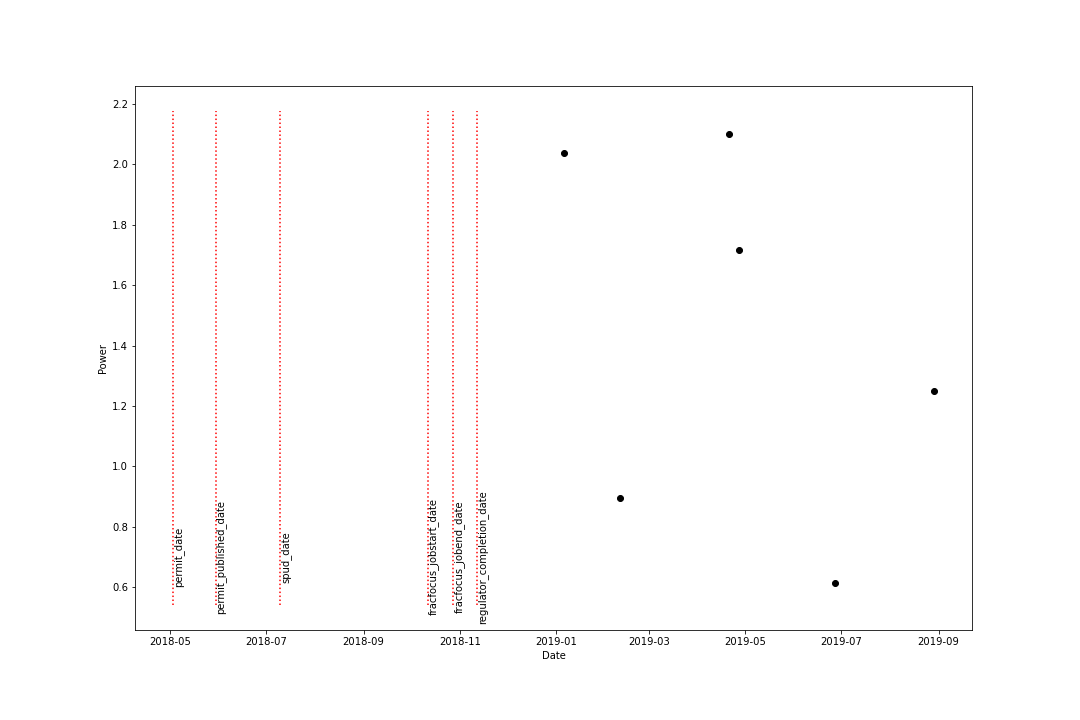 2.2
2.0
1.8
1.6
1.4
1.2
1.0
0.8
0.6
Power
permit_date
permit_published_date
spud_date
fracfocus_jobstart_date
fracfocus_jobend_date
regulator_completion_date
2018-05
2018-07
2018-09
2018-11
2019-01
2019-03
2019-05
2019-07
2019-09
Date